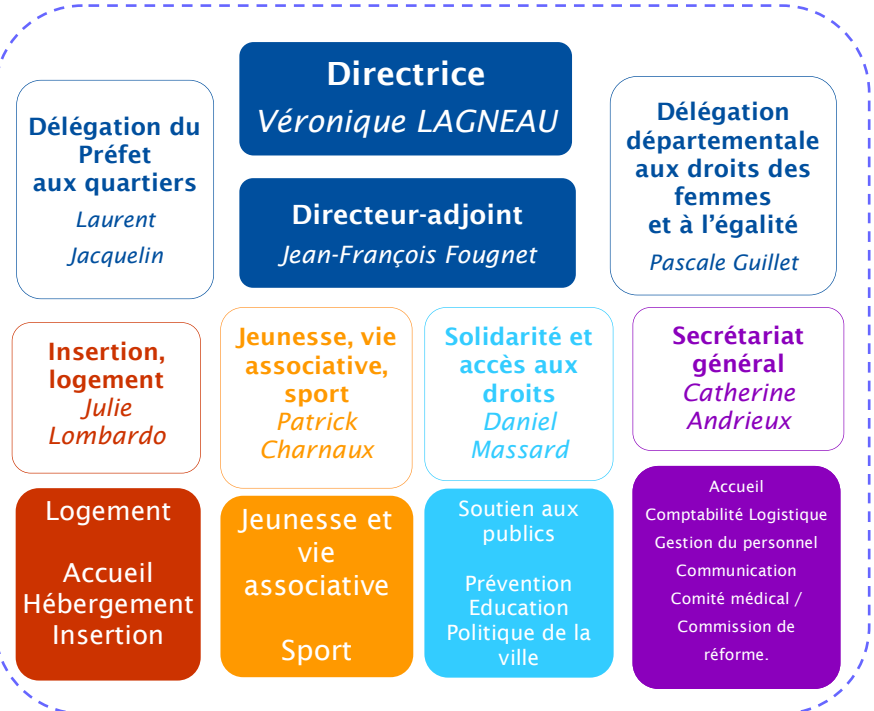 Directrice
Véronique LAGNEAU
Délégation du
Préfet
aux quartiers
Laurent
Jacquelin
Directeur-adjoint
Jean-François Fougnet
Délégation
départementale
aux droits des
femmes
et à l'égalité
Pascale Guillet
Insertion,
logement
Julie
Lombardo
Jeunesse, vie
associative,
sport
Patrick
Charnaux
Solidarité et
accès aux
droits
Daniel
Massard
Secrétariat
général
Catherine
Andrieux
Logement
Accueil
Hébergement
Insertion
Jeunesse et
vie
associative
Sport
Soutien aux
publics
Prévention
Education
Politique de la
ville
Accueil
Comptabilité Logistique
Gestion du personnel
Communication
Comité médical /
Commission de
réforme.